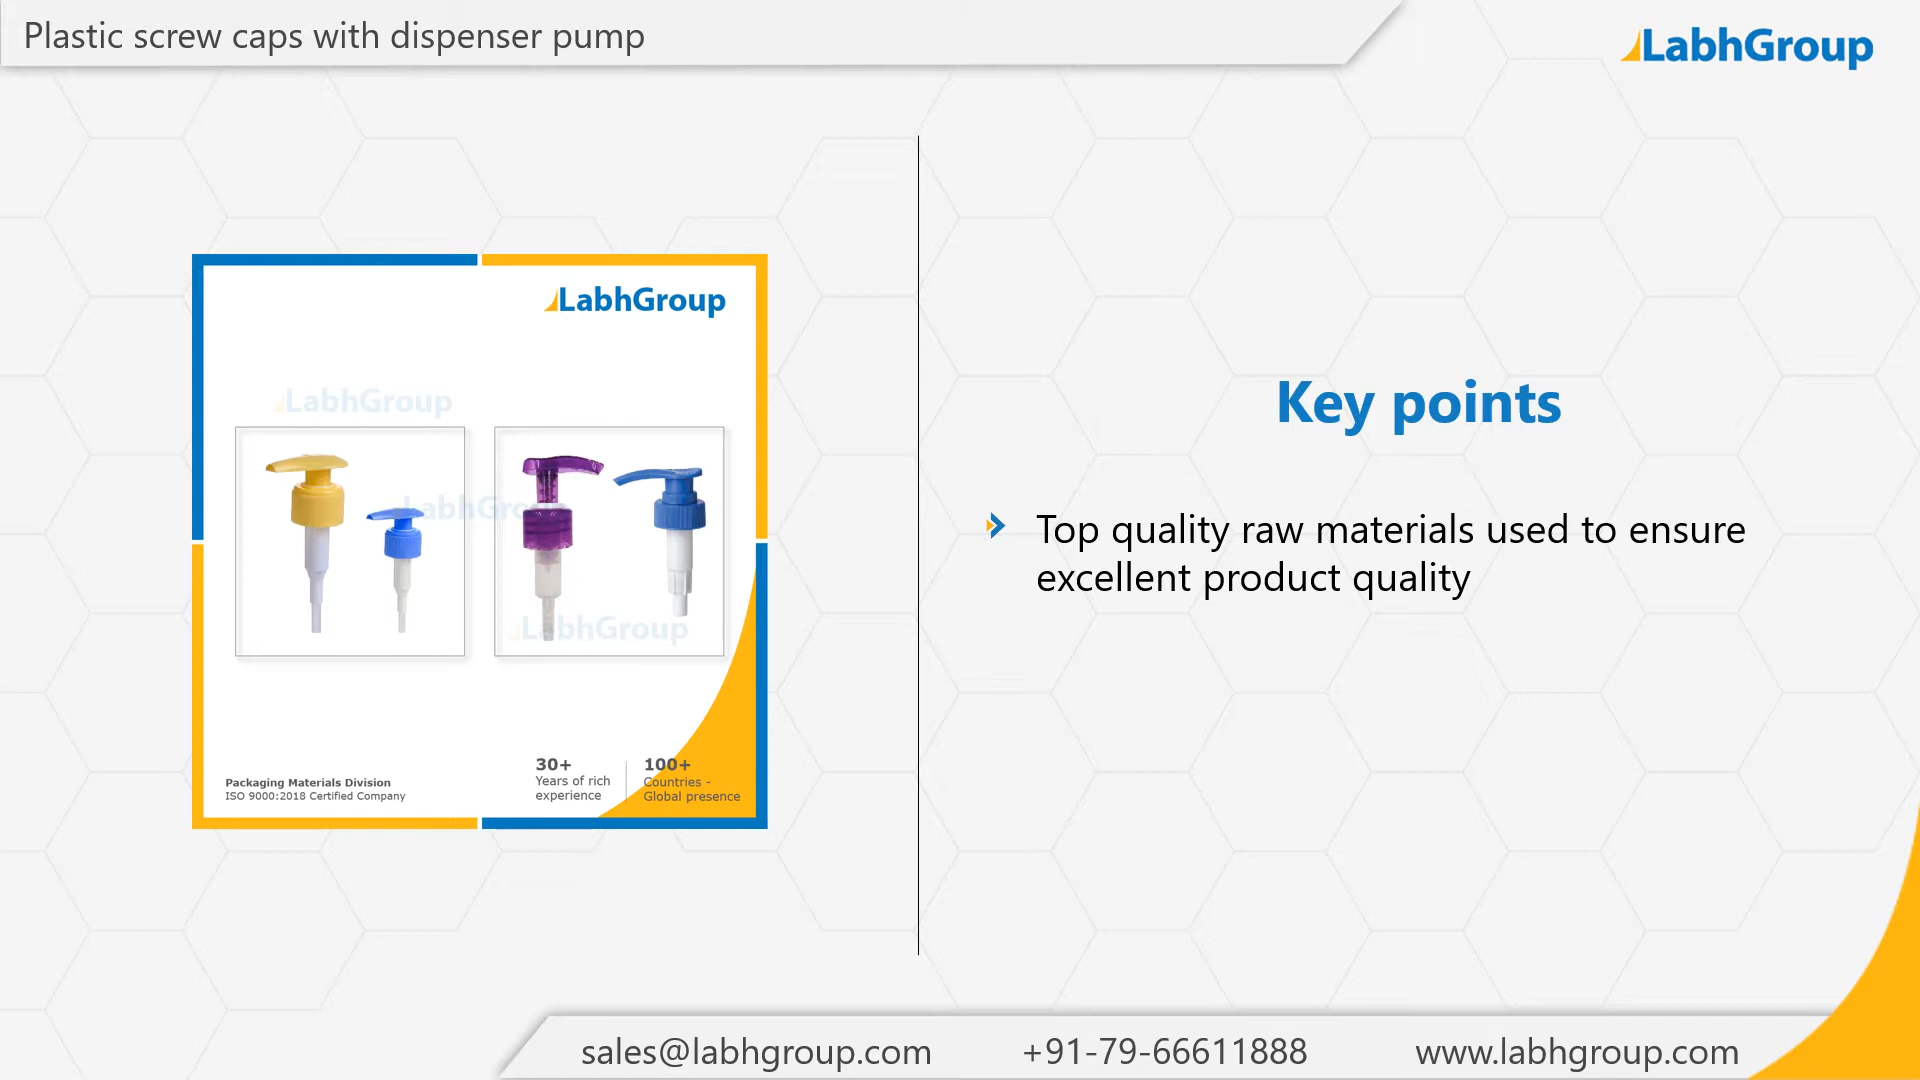 Plastic screw caps with dispenser pump
LabhGroup
LabhGroup
LabhGroup
LabhGroup
LabhGroup
Packaging Materials Division
ISO 9000:2018 Certified Company
30+
Years of rich
experience
100+
Countries -
Global presence
Key points
Top quality raw materials used to ensure
excellent product quality
sales@labhgroup.com
+91-79-66611888
www.labhgroup.com